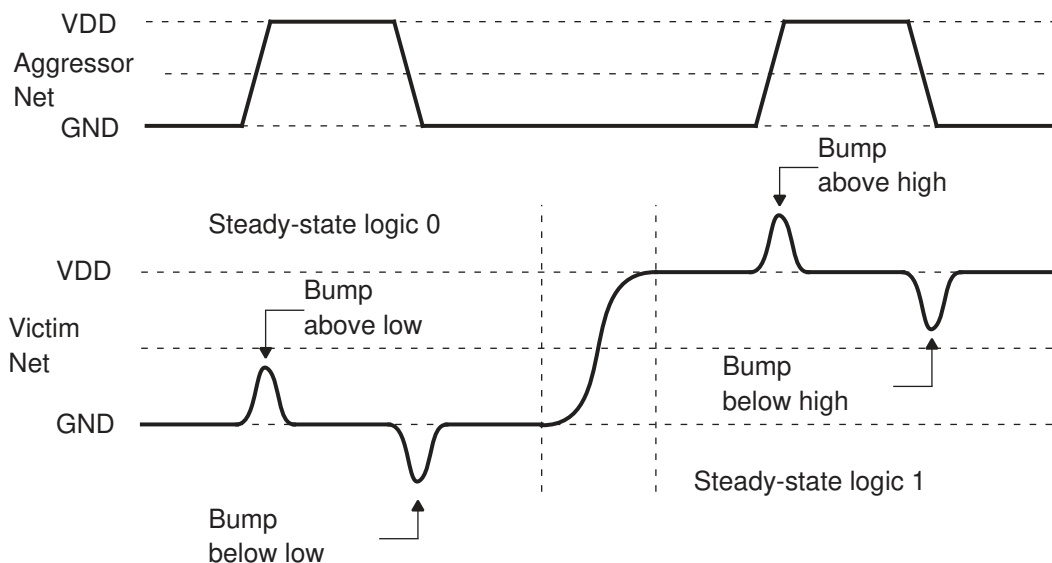 VDD
Aggressor
Net
GND
Bump
above high
Steady-state logic 0
VDD
Bump
above low
Victim
Net
Bump
below high
GND
Steady-state logic 1
Bump
below low